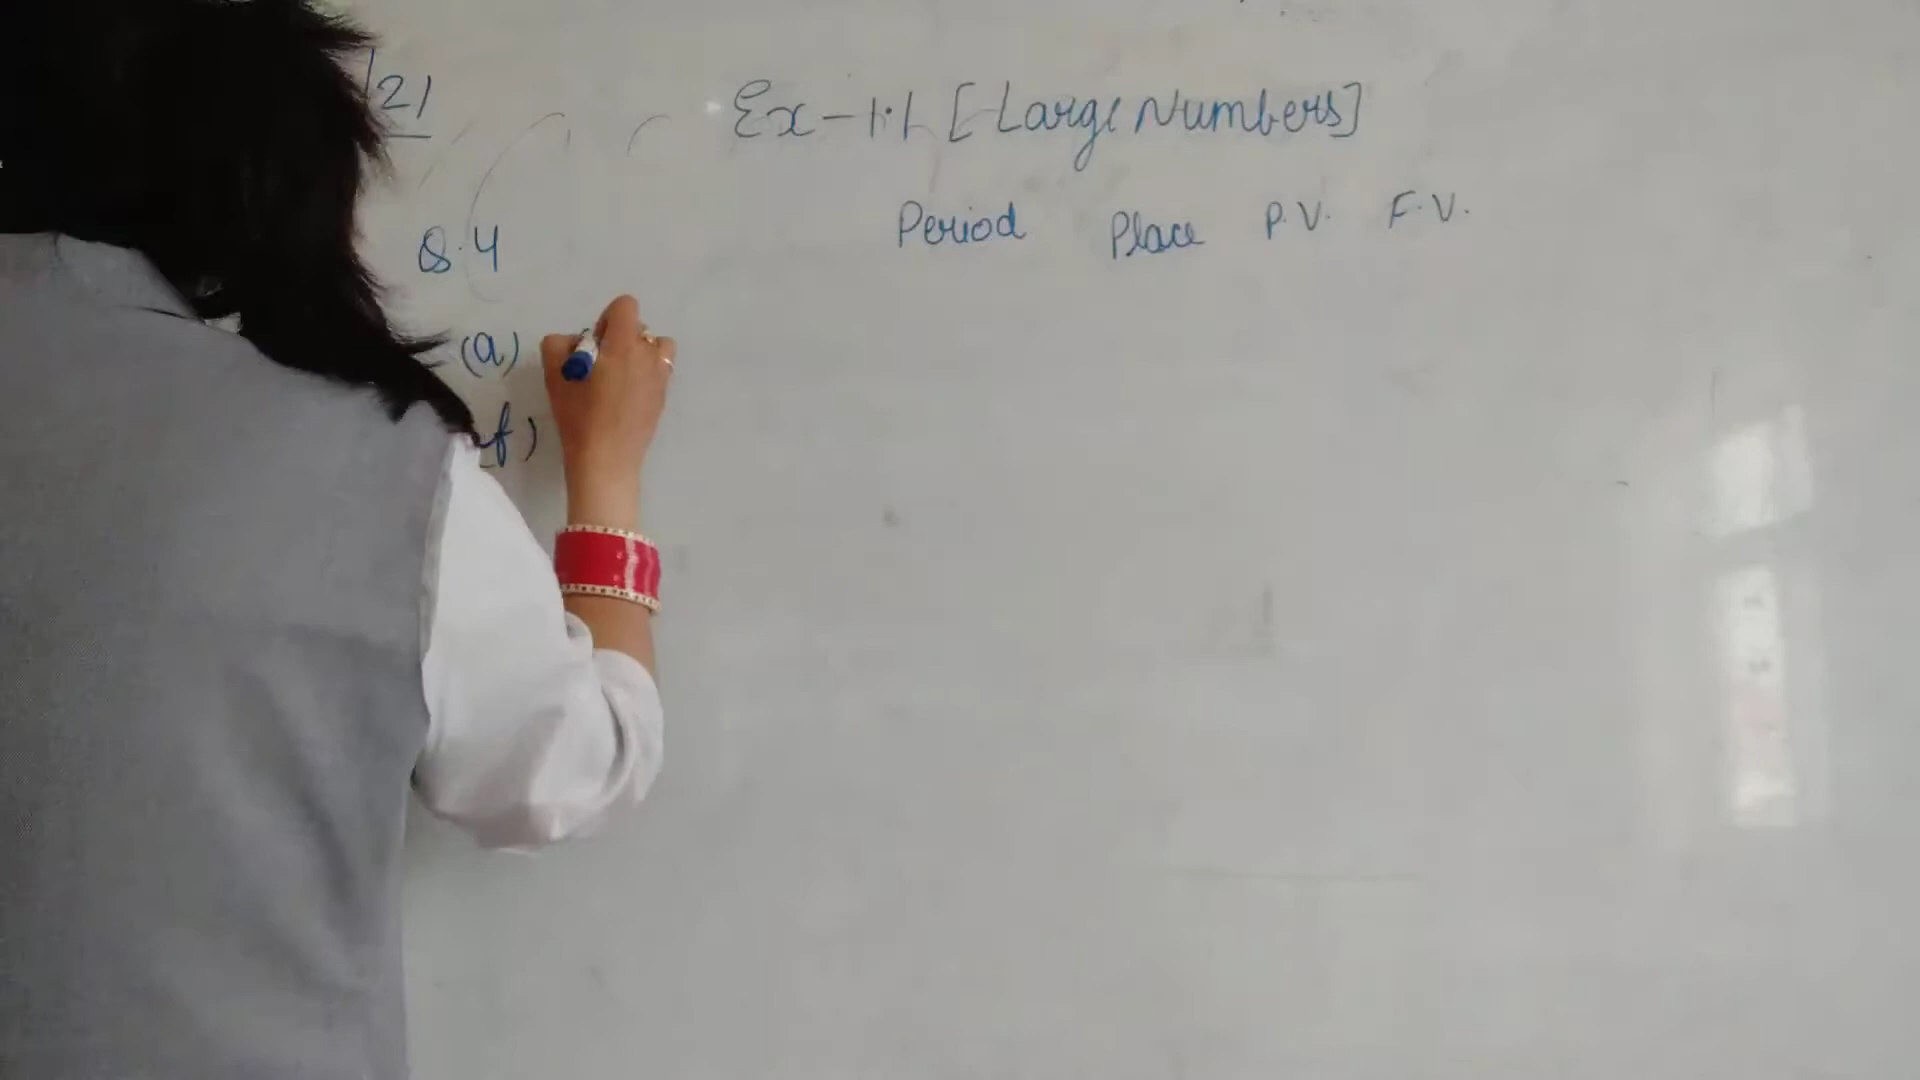 /21
Ex-1.1 [Large Numbers]
Period Place P.V. F.V.
Q.4
(a)
(f)